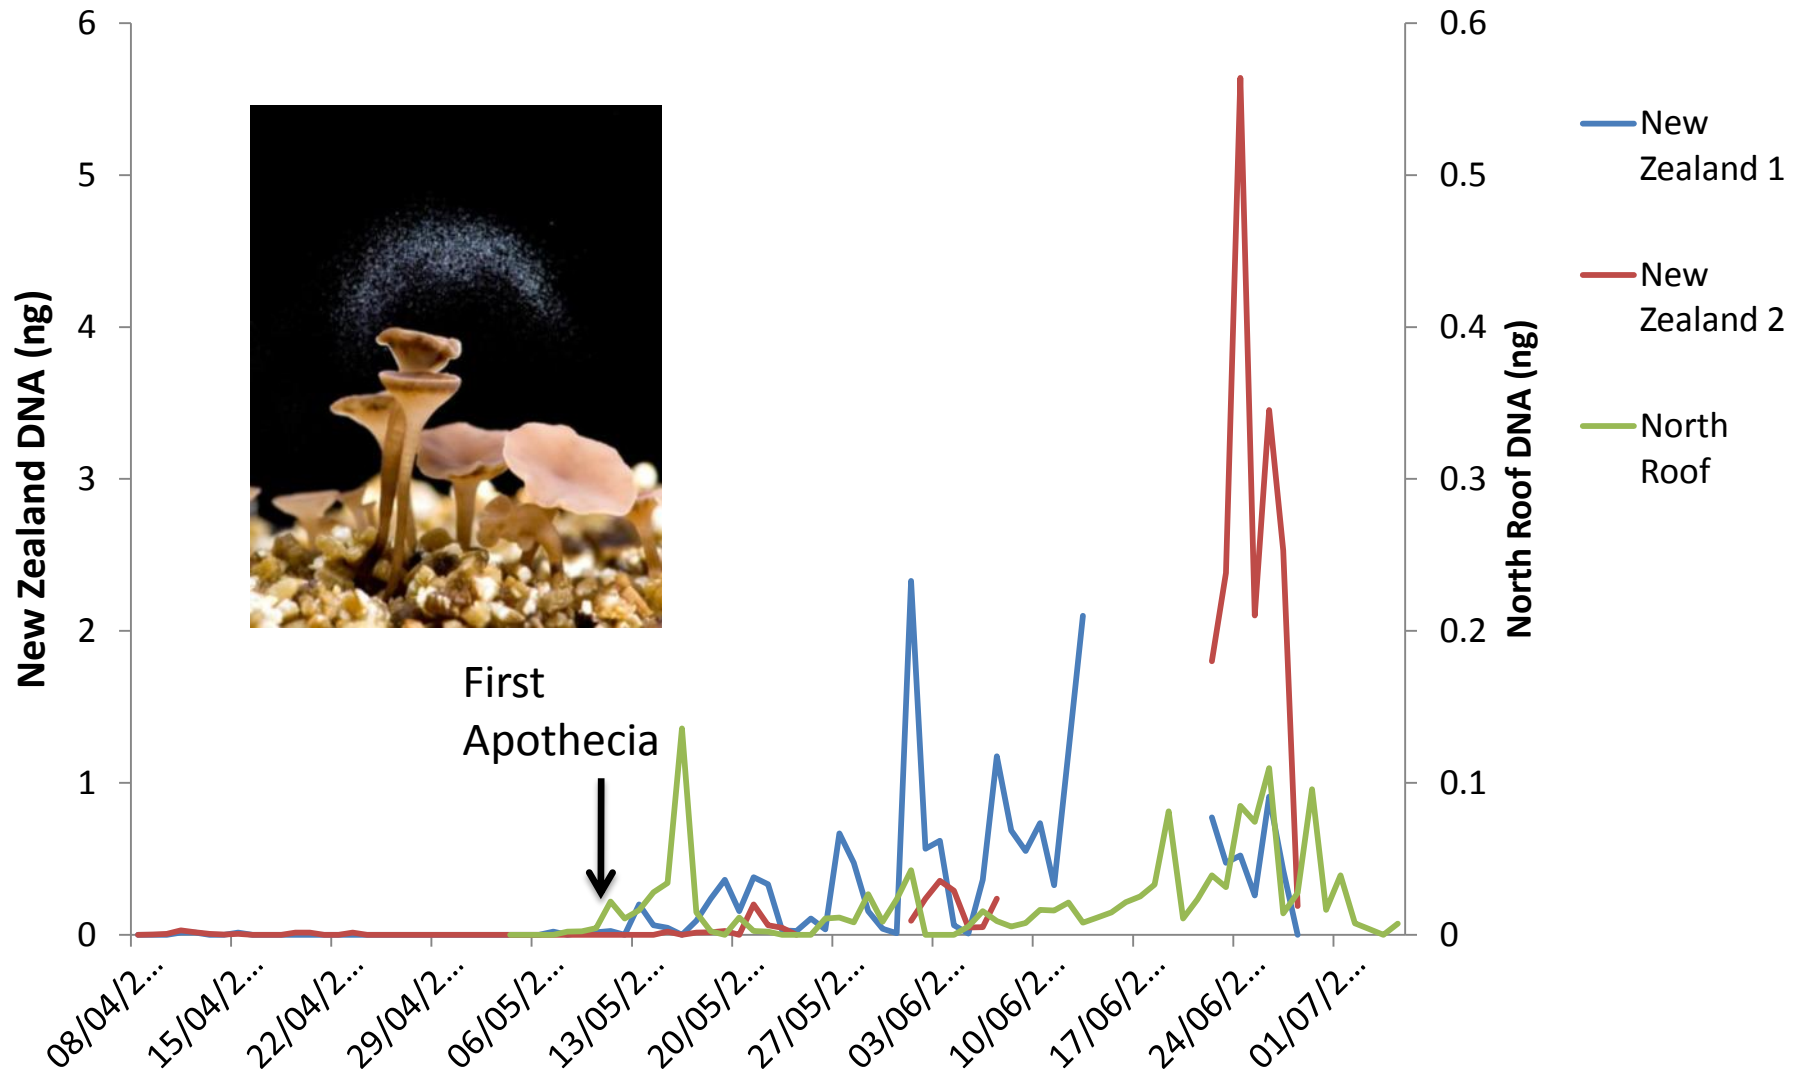 6
5
4
3
2
1
0
New Zealand DNA (ng)
First
Apothecia
08/04/2...
15/04/2...
22/04/2...
29/04/2...
06/05/2...
13/05/2...
20/05/2...
27/05/2...
03/06/2...
10/06/2...
17/06/2...
24/06/2...
01/07/2...
0.6
0.5
0.4
0.3
0.2
0.1
0
North Roof DNA (ng)
New
Zealand 1
New
Zealand 2
North
Roof